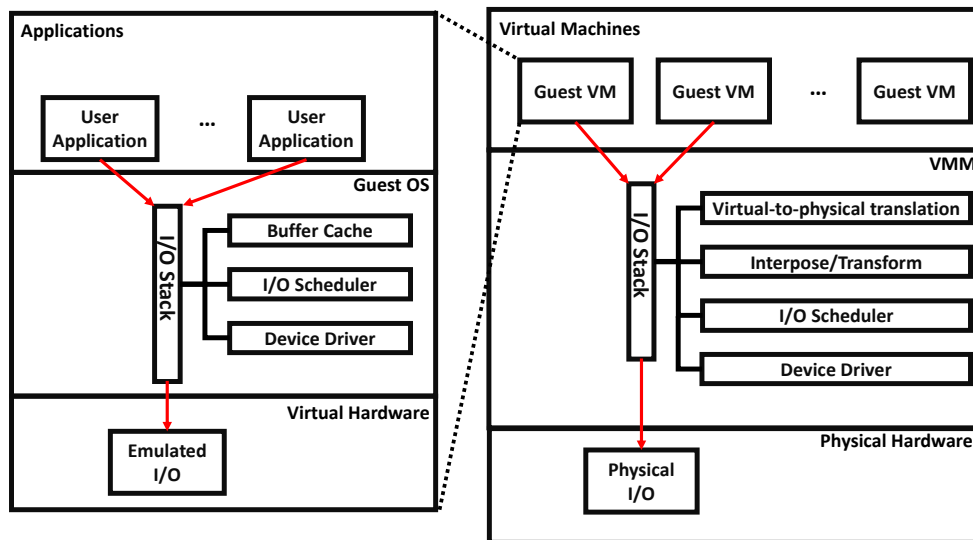 Applications
User
Application
...
User
Application
Guest OS
I/O Stack
Buffer Cache
I/O Scheduler
Device Driver
Virtual Hardware
Emulated
I/O
Virtual Machines
Guest VM
Guest VM
...
Guest VM
VMM
I/O Stack
Virtual-to-physical translation
Interpose/Transform
I/O Scheduler
Device Driver
Physical Hardware
Physical
I/O